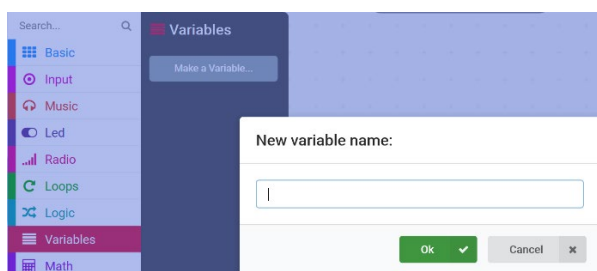 Search...
Basic
Input
Music
Led
Radio
Loops
Logic
Variables
Math
Variables
Make a Variable...
New variable name:
Ok
Cancel